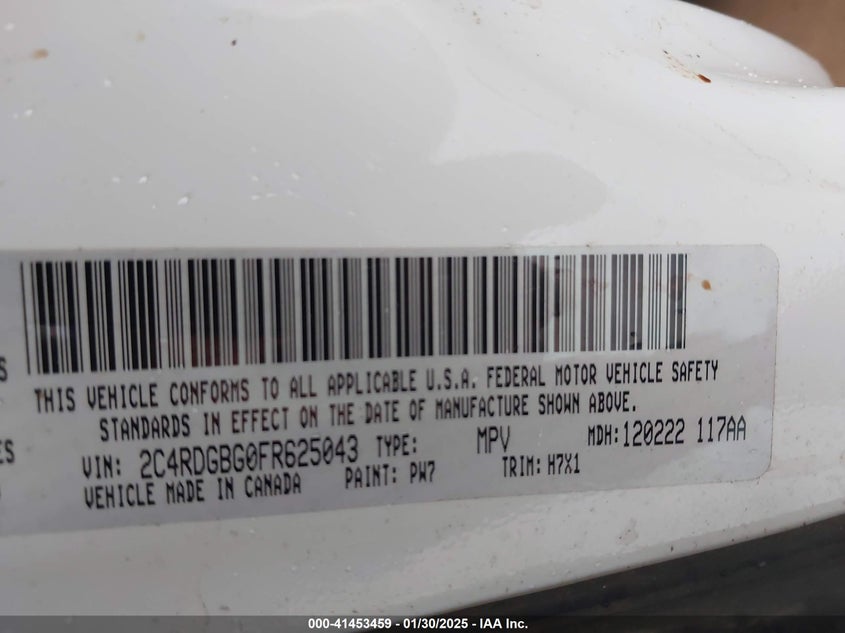 S
THIS VEHICLE CONFORMS TO ALL APPLICABLE U.S.A. FEDERAL MOTOR VEHICLE SAFETY
STANDARDS IN EFFECT ON THE DATE OF MANUFACTURE SHOWN ABOVE.
ES
VIN: 2C4RDGBG0FR625043 TYPE: MPV MDH:120222 117AA
VEHICLE MADE IN CANADA PAINT: PW7 TRIM: H7X1
000-41453459 - 01/30/2025 - IAA Inc.